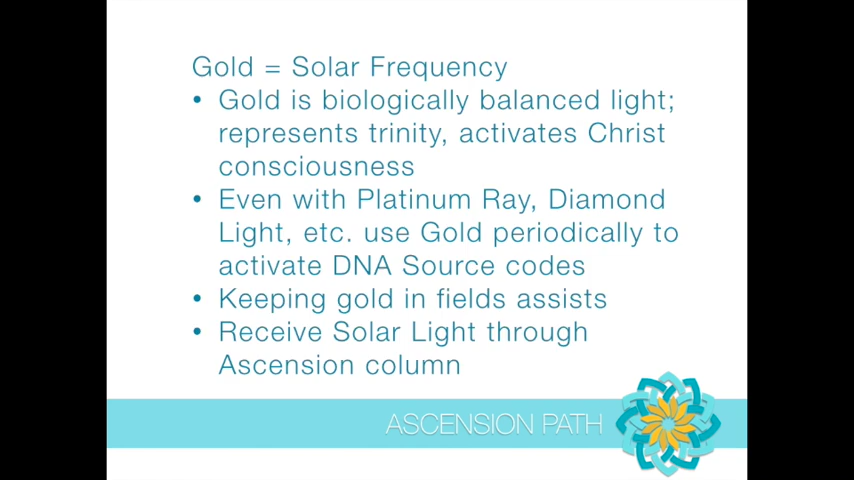 Gold = Solar Frequency
• Gold is biologically balanced light;
represents trinity, activates Christ
consciousness
• Even with Platinum Ray, Diamond
Light, etc. use Gold periodically to
activate DNA Source codes
• Keeping gold in fields assists
• Receive Solar Light through
Ascension column
ASCENSION PATH